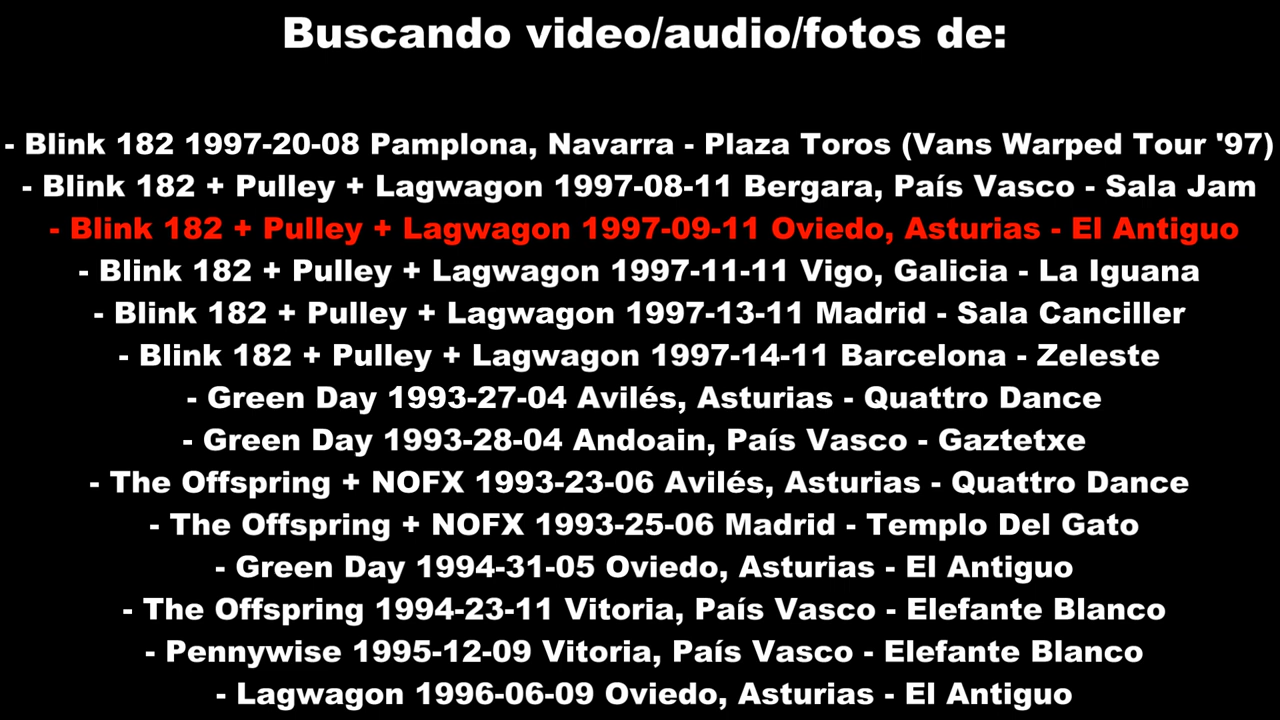 Buscando video/audio/fotos de:
- Blink 182 1997-20-08 Pamplona, Navarra - Plaza Toros (Vans Warped Tour '97)
- Blink 182 + Pulley + Lagwagon 1997-08-11 Bergara, País Vasco - Sala Jam
- Blink 182 + Pulley + Lagwagon 1997-09-11 Oviedo, Asturias - El Antiguo
- Blink 182 + Pulley + Lagwagon 1997-11-11 Vigo, Galicia - La Iguana
- Blink 182 + Pulley + Lagwagon 1997-13-11 Madrid - Sala Canciller
- Blink 182 + Pulley + Lagwagon 1997-14-11 Barcelona - Zeleste
- Green Day 1993-27-04 Avilés, Asturias - Quattro Dance
- Green Day 1993-28-04 Andoain, País Vasco - Gaztetxe
- The Offspring + NOFX 1993-23-06 Avilés, Asturias - Quattro Dance
- The Offspring + NOFX 1993-25-06 Madrid - Templo Del Gato
- Green Day 1994-31-05 Oviedo, Asturias - El Antiguo
- The Offspring 1994-23-11 Vitoria, País Vasco - Elefante Blanco
- Pennywise 1995-12-09 Vitoria, País Vasco - Elefante Blanco
- Lagwagon 1996-06-09 Oviedo, Asturias - El Antiguo